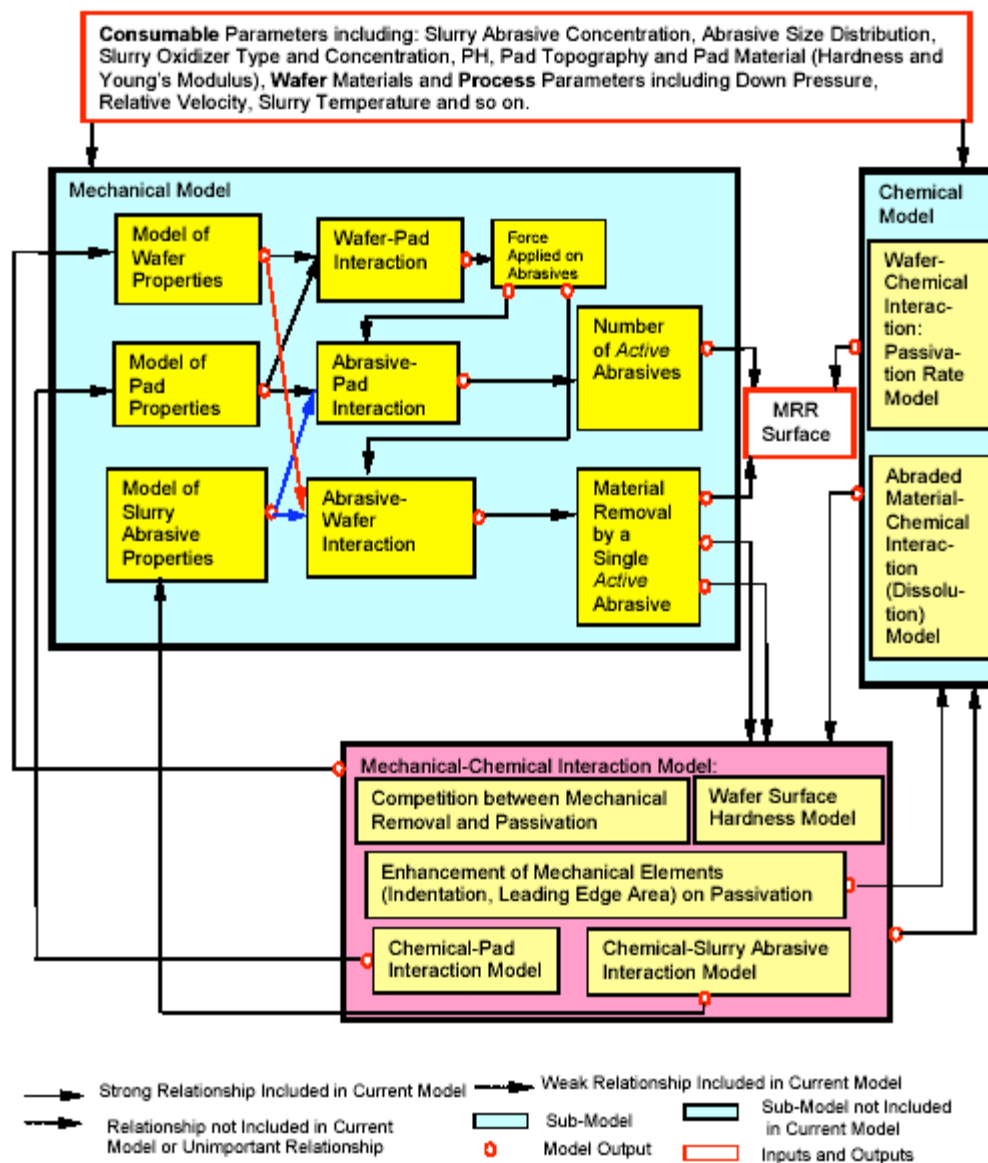 Consumable Parameters including: Slurry Abrasive Concentration, Abrasive Size Distribution,
Slurry Oxidizer Type and Concentration, PH, Pad Topography and Pad Material (Hardness and
Young's Modulus), Wafer Materials and Process Parameters including Down Pressure,
Relative Velocity, Slurry Temperature and so on.
Mechanical Model
Model of
Wafer
Properties
Wafer-Pad
Interaction
Force
Applied on
Abrasives
Model of
Pad
Properties
Abrasive-
Pad
Interaction
Number
of Active
Abrasives
Model of
Slurry
Abrasive
Properties
Abrasive-
Wafer
Interaction
Material
Removal
by a
Single
Active
Abrasive
MRR
Surface
Chemical
Model
Wafer-
Chemical
Interac-
tion:
Passiva-
tion Rate
Model
Abraded
Material-
Chemical
Interac-
tion
(Dissolu-
tion)
Model
Mechanical-Chemical Interaction Model:
Competition between Mechanical
Removal and Passivation
Wafer Surface
Hardness Model
Enhancement of Mechanical Elements
(Indentation, Leading Edge Area) on Passivation
Chemical-Pad
Interaction Model
Chemical-Slurry Abrasive
Interaction Model
Strong Relationship Included in Current Model
Weak Relationship Included in Current Model
Relationship not Included in Current
Model or Unimportant Relationship
Sub-Model
Model Output
Sub-Model not Included
in Current Model
Inputs and Outputs